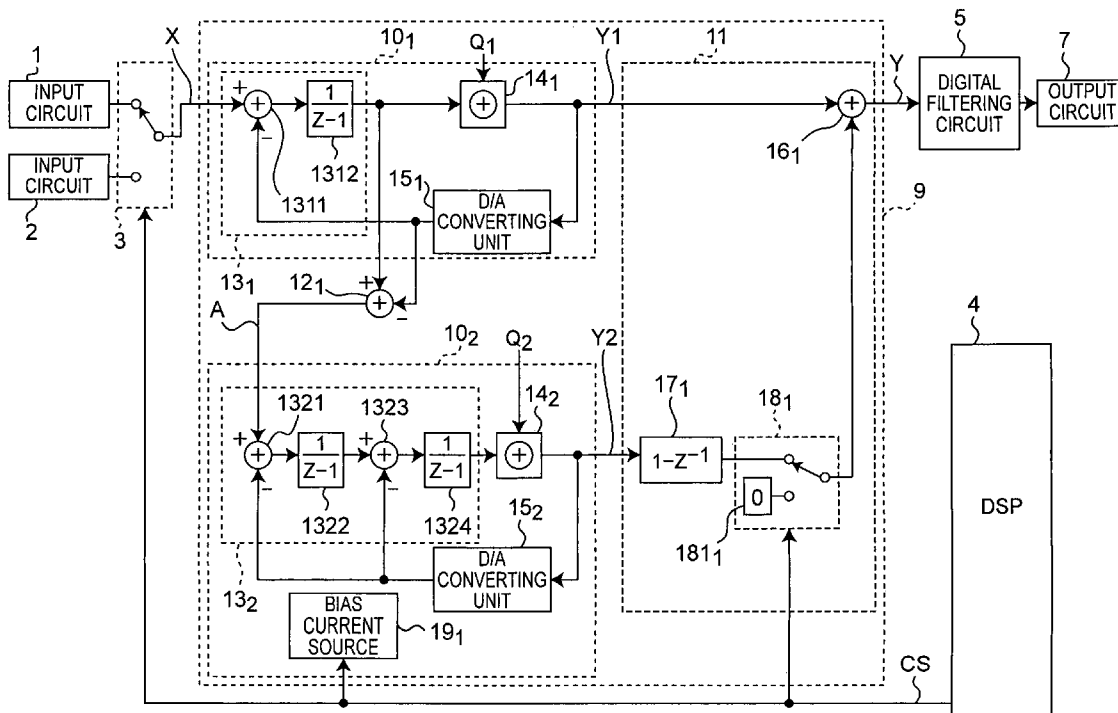 1
INPUT
CIRCUIT
INPUT
CIRCUIT
2
3
X
10₁
+
−
1311
1
Z−1
1312
13₁
Q₁
+
14₁
Y1
15₁
D/A
CONVERTING
UNIT
11
+
16₁
Y
5
DIGITAL
FILTERING
CIRCUIT
7
OUTPUT
CIRCUIT
9
12₁
+
+
−
A
10₂
Q₂
Y2
+
+
−
1321
1
Z−1
1322
+
+
−
1323
1
Z−1
1324
+
14₂
13₂
15₂
D/A
CONVERTING
UNIT
BIAS
CURRENT
SOURCE
19₁
17₁
1−Z⁻¹
18₁
0
181₁
4
DSP
CS